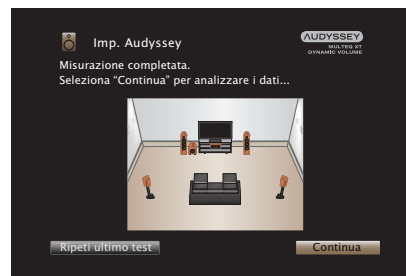 Imp. Audyssey
AUDYSSEY
MULTEQ XT
DYNAMIC VOLUME
Misurazione completata.
Seleziona “Continua” per analizzare i dati...
Ripeti ultimo test
Continua